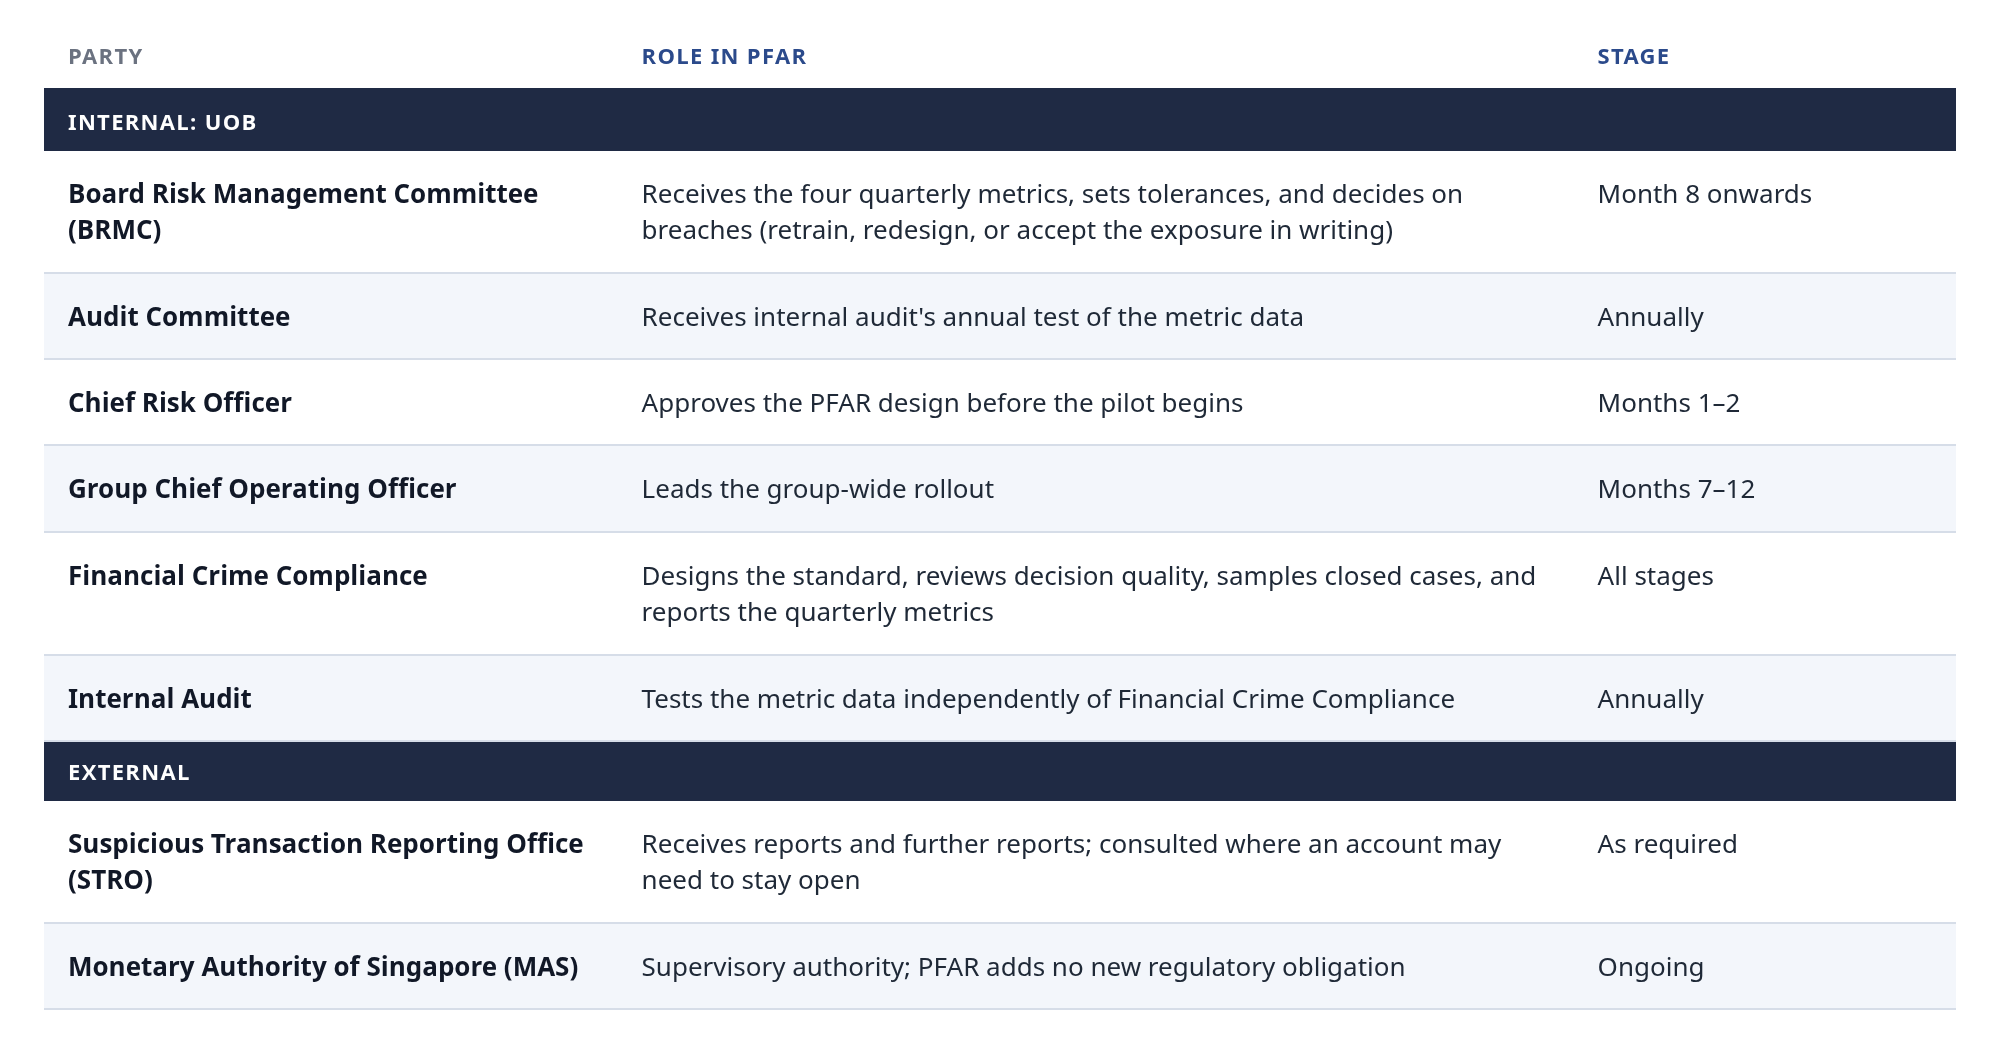 PARTY ROLE IN PFAR STAGE
INTERNAL: UOB
Board Risk Management Committee Receives the four quarterly metrics, sets tolerances, and decides on Month 8 onwards
(BRMC) breaches (retrain, redesign, or accept the exposure in writing)
Audit Committee Receives internal audit's annual test of the metric data Annually
Chief Risk Officer Approves the PFAR design before the pilot begins Months 1–2
Group Chief Operating Officer Leads the group-wide rollout Months 7–12
Financial Crime Compliance Designs the standard, reviews decision quality, samples closed cases, and All stages
reports the quarterly metrics
Internal Audit Tests the metric data independently of Financial Crime Compliance Annually
EXTERNAL
Suspicious Transaction Reporting Office Receives reports and further reports; consulted where an account may As required
(STRO) need to stay open
Monetary Authority of Singapore (MAS) Supervisory authority; PFAR adds no new regulatory obligation Ongoing